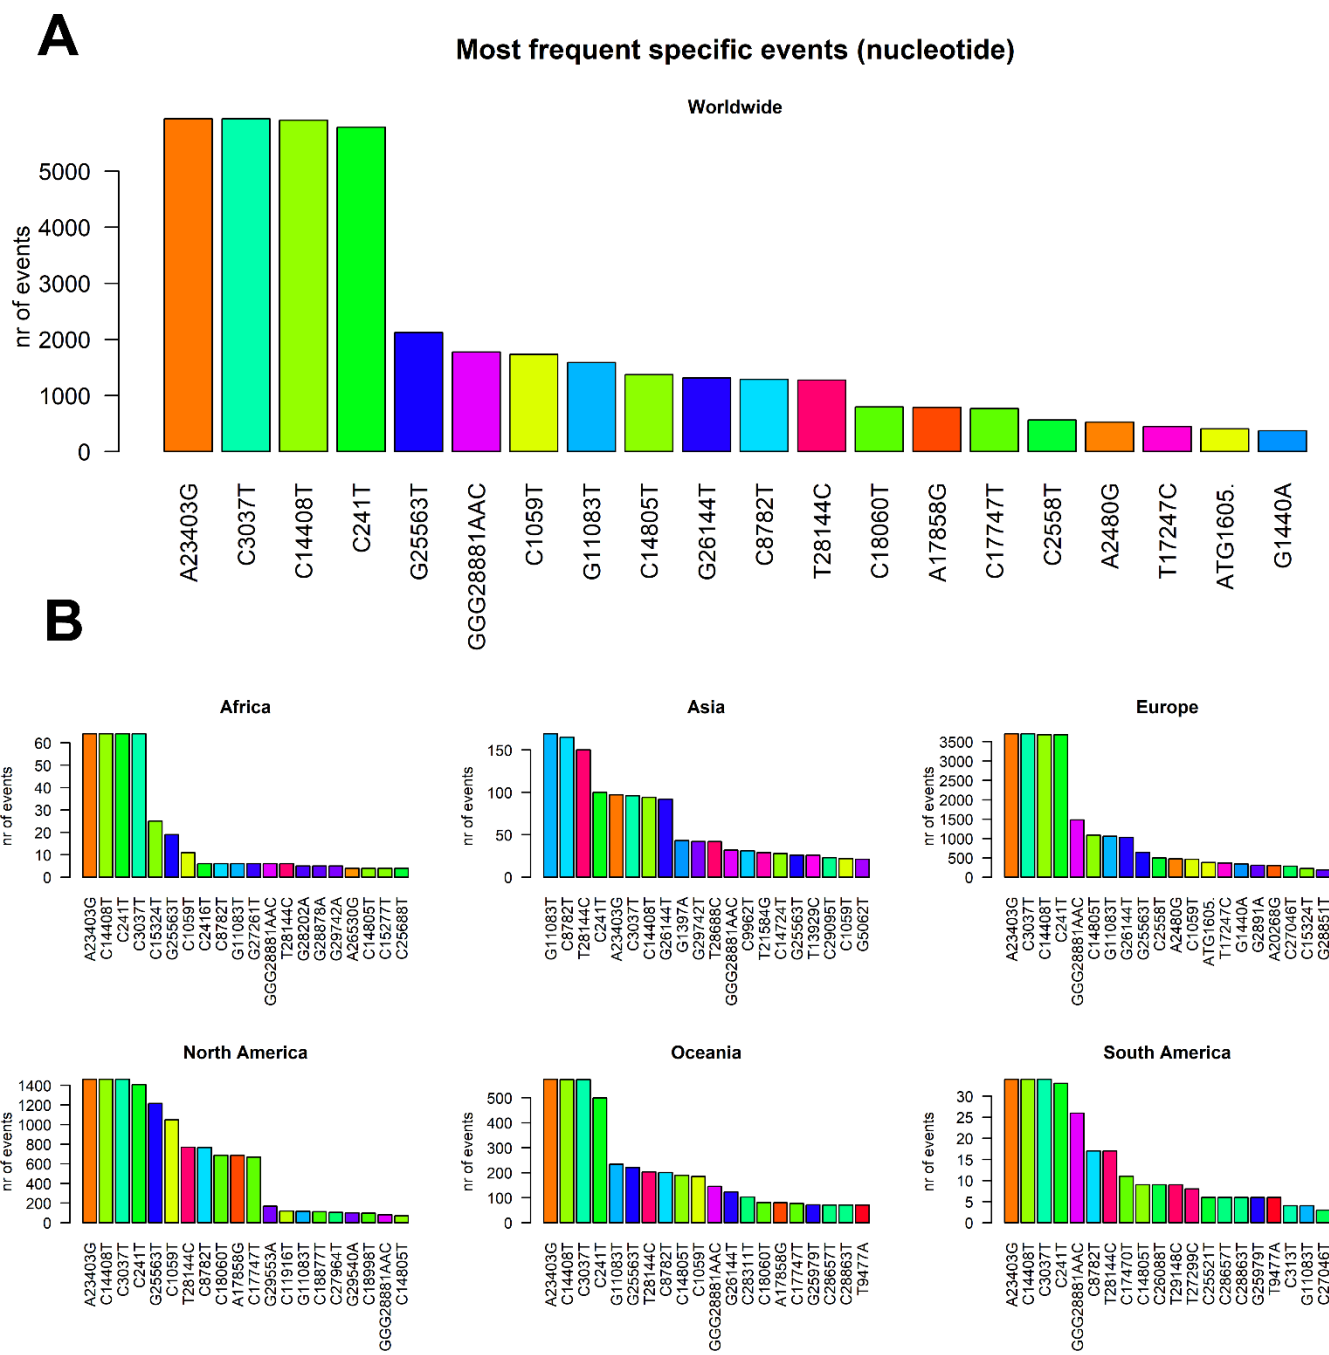 A
Most frequent specific events (nucleotide)
Worldwide
nr of events
5000
4000
3000
2000
1000
0
A23403G
C3037T
C14408T
C241T
G25563T
GGG28881AAC
C1059T
G11083T
C14805T
G26144T
C8782T
T28144C
C18060T
A17858G
C17747T
C2558T
A2480G
T17247C
ATG1605.
G1440A
B
Africa
nr of events
60
50
40
30
20
10
0
A23403G
C14408T
C241T
C3037T
C15324T
G25563T
C1059T
C2416T
C8782T
G11083T
G27261T
GGG28881AAC
T28144C
G28202A
G28878A
G29742A
A26530G
C14805T
C15277T
C25688T
Asia
nr of events
150
100
50
0
G11083T
C8782T
T28144C
C241T
A23403G
C3037T
C14408T
G26144T
G1397A
G29742T
T28688C
GGG28881AAC
C9962T
T21584G
C14724T
G25563T
T13929C
C29095T
C1059T
G5062T
Europe
nr of events
3500
3000
2500
2000
1500
1000
500
0
A23403G
C3037T
C14408T
C241T
GGG28881AAC
C14805T
G11083T
G26144T
G25563T
C2558T
A2480G
C1059T
ATG1605.
T17247C
G1440A
G2891A
A20268G
C27046T
C15324T
G28851T
North America
nr of events
1400
1200
1000
800
600
400
200
0
A23403G
C14408T
C3037T
C241T
G25563T
C1059T
T28144C
C8782T
C18060T
A17858G
C17747T
G29553A
C11916T
G11083T
C18877T
C27964T
G29540A
C18998T
GGG28881AAC
C14805T
Oceania
nr of events
500
400
300
200
100
0
A23403G
C14408T
C3037T
C241T
G11083T
G25563T
T28144C
C8782T
C14805T
C1059T
GGG28881AAC
G26144T
C28311T
C18060T
A17858G
C17747T
G25979T
C28657T
C28863T
T9477A
South America
nr of events
30
25
20
15
10
5
0
A23403G
C14408T
C3037T
C241T
GGG28881AAC
C8782T
T28144C
C17470T
C14805T
C26088T
T29148C
T27299C
C25521T
C28657T
C28863T
G25979T
T9477A
C313T
G11083T
C27046T